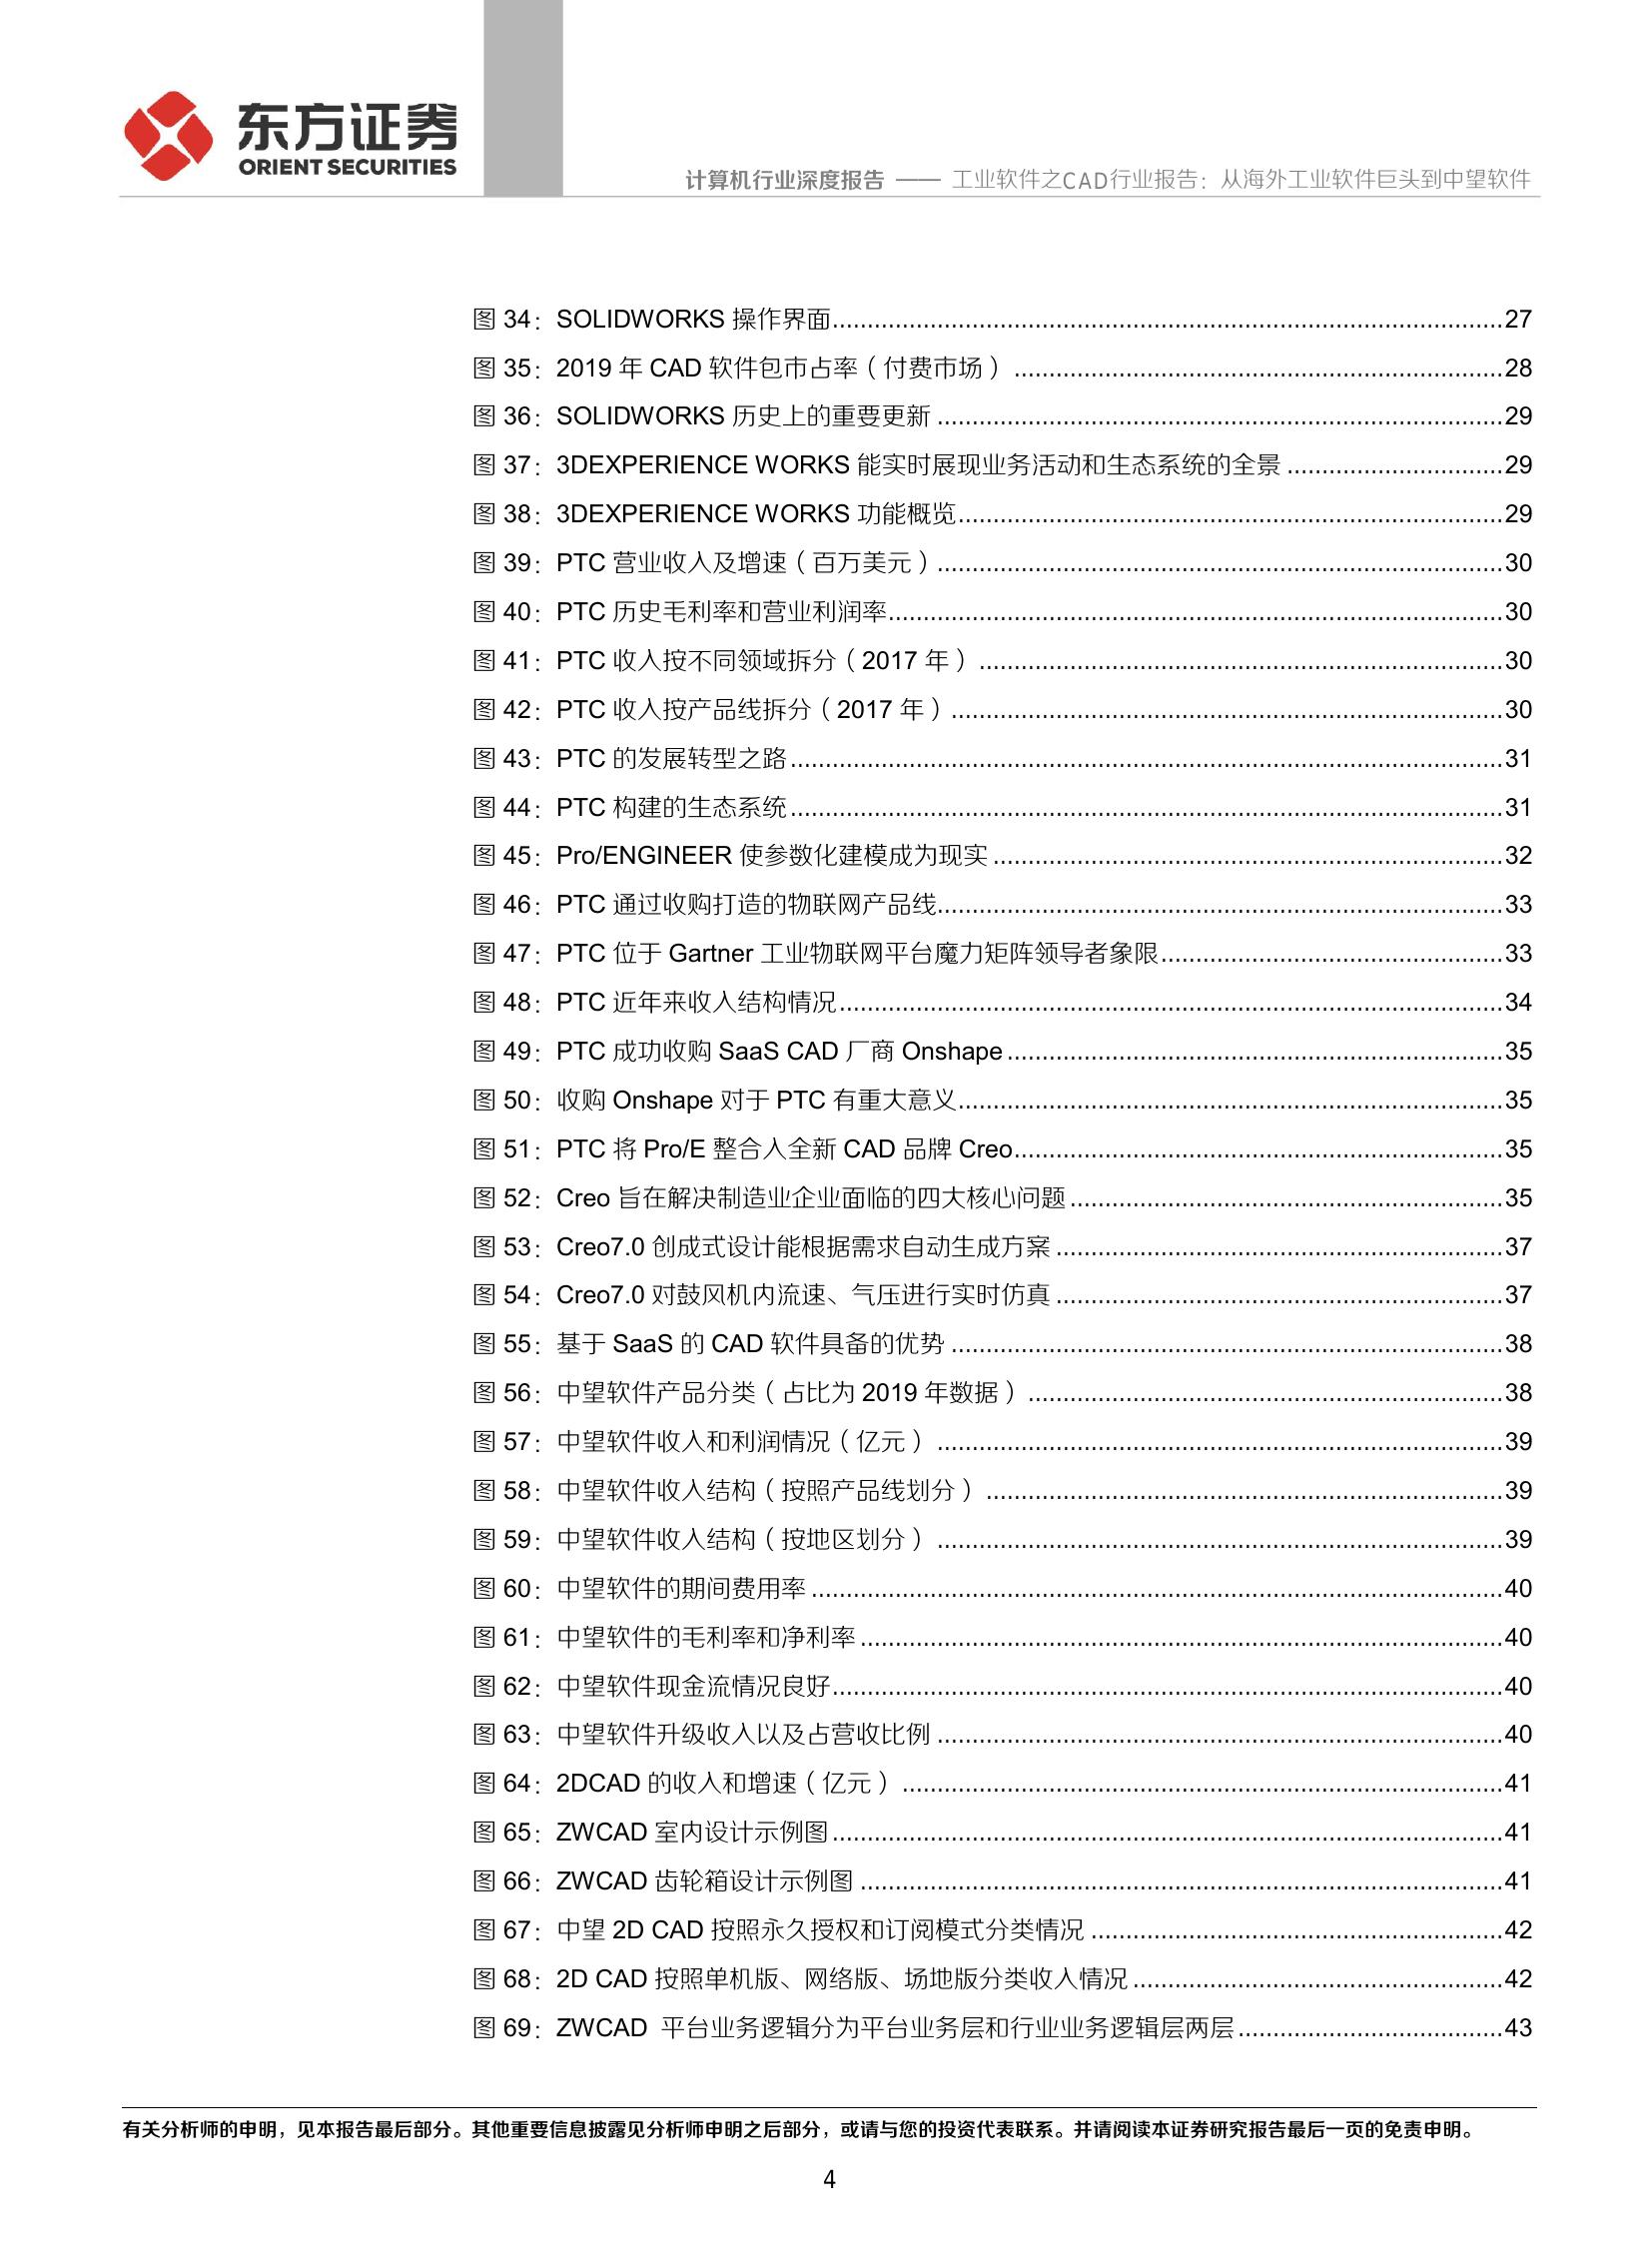 东方证券
ORIENT SECURITIES
计算机行业深度报告 —— 工业软件之CAD行业报告：从海外工业软件巨头到中望软件
图 34：SOLIDWORKS 操作界面................................................27
图 35：2019 年 CAD 软件包市占率（付费市场）................................................28
图 36：SOLIDWORKS 历史上的重要更新................................................29
图 37：3DEXPERIENCE WORKS 能实时展现业务活动和生态系统的全景................................................29
图 38：3DEXPERIENCE WORKS 功能概览................................................29
图 39：PTC 营业收入及增速（百万美元）................................................30
图 40：PTC 历史毛利率和营业利润率................................................30
图 41：PTC 收入按不同领域拆分（2017 年）................................................30
图 42：PTC 收入按产品线拆分（2017 年）................................................30
图 43：PTC 的发展转型之路................................................31
图 44：PTC 构建的生态系统................................................31
图 45：Pro/ENGINEER 使参数化建模成为现实................................................32
图 46：PTC 通过收购打造的物联网产品线................................................33
图 47：PTC 位于 Gartner 工业物联网平台魔力矩阵领导者象限................................................33
图 48：PTC 近年来收入结构情况................................................34
图 49：PTC 成功收购 SaaS CAD 厂商 Onshape................................................35
图 50：收购 Onshape 对于 PTC 有重大意义................................................35
图 51：PTC 将 Pro/E 整合入全新 CAD 品牌 Creo................................................35
图 52：Creo 旨在解决制造业企业面临的四大核心问题................................................35
图 53：Creo7.0 创成式设计能根据需求自动生成方案................................................37
图 54：Creo7.0 对鼓风机内流速、气压进行实时仿真................................................37
图 55：基于 SaaS 的 CAD 软件具备的优势................................................38
图 56：中望软件产品分类（占比为 2019 年数据）................................................38
图 57：中望软件收入和利润情况（亿元）................................................39
图 58：中望软件收入结构（按照产品线划分）................................................39
图 59：中望软件收入结构（按地区划分）................................................39
图 60：中望软件的期间费用率................................................40
图 61：中望软件的毛利率和净利率................................................40
图 62：中望软件现金流情况良好................................................40
图 63：中望软件升级收入以及占营收比例................................................40
图 64：2DCAD 的收入和增速（亿元）................................................41
图 65：ZWCAD 室内设计示例图................................................41
图 66：ZWCAD 齿轮箱设计示例图................................................41
图 67：中望 2D CAD 按照永久授权和订阅模式分类情况................................................42
图 68：2D CAD 按照单机版、网络版、场地版分类收入情况................................................42
图 69：ZWCAD 平台业务逻辑分为平台业务层和行业业务逻辑层两层................................................43
有关分析师的申明，见本报告最后部分。其他重要信息披露见分析师申明之后部分，或请与您的投资代表联系。并请阅读本证券研究报告最后一页的免责申明。
4